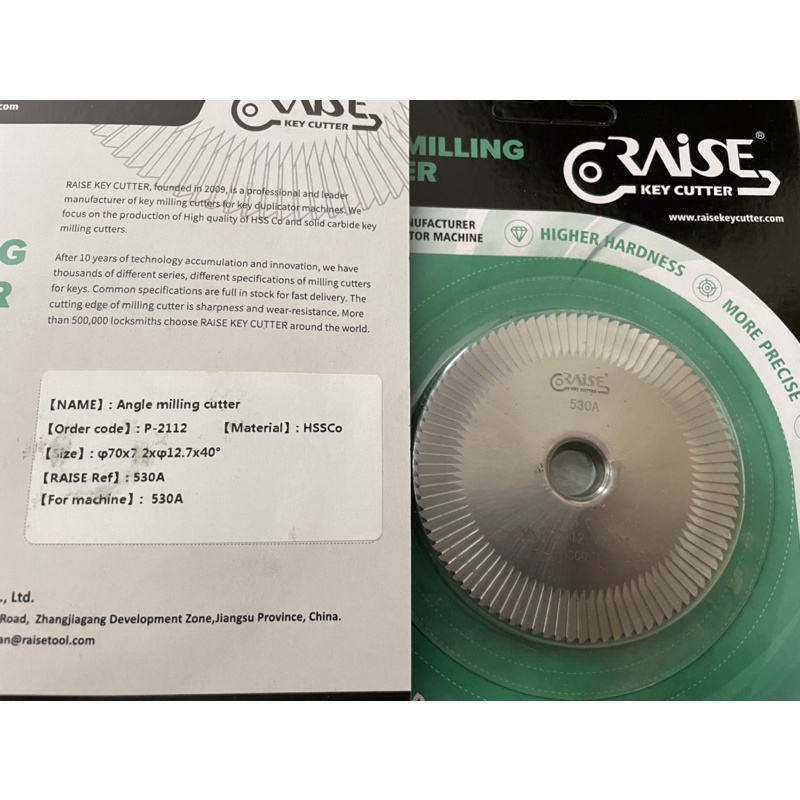 com
RAISE
KEY CUTTER
RAISE KEY CUTTER, founded in 2009, is a professional and leader
manufacturer of key milling cutters for key duplicator machines. We
focus on the production of High quality of HSS Co and solid carbide key
milling cutters.
After 10 years of technology accumulation and innovation, we have
thousands of different series, different specifications of milling cutters
for keys. Common specifications are full in stock for fast delivery. The
cutting edge of milling cutter is sharpness and wear-resistance. More
than 500,000 locksmiths choose RAISE KEY CUTTER around the world.
G
R
【NAME】: Angle milling cutter
【Order code】: P-2112 【Material】: HSSCo
【Size】: φ70x7.2xφ12.7x40°
【RAISE Ref】: 530A
【For machine】: 530A
., Ltd.
Road, Zhangjiagang Development Zone,Jiangsu Province, China.
an@raisetool.com
MILLING
ER
RAISE®
KEY CUTTER
www.raisekeycutter.com
NUFACTURER
TOR MACHINE
HIGHER HARDNESS
MORE PRECISE
RAISE
KEY CUTTER
530A